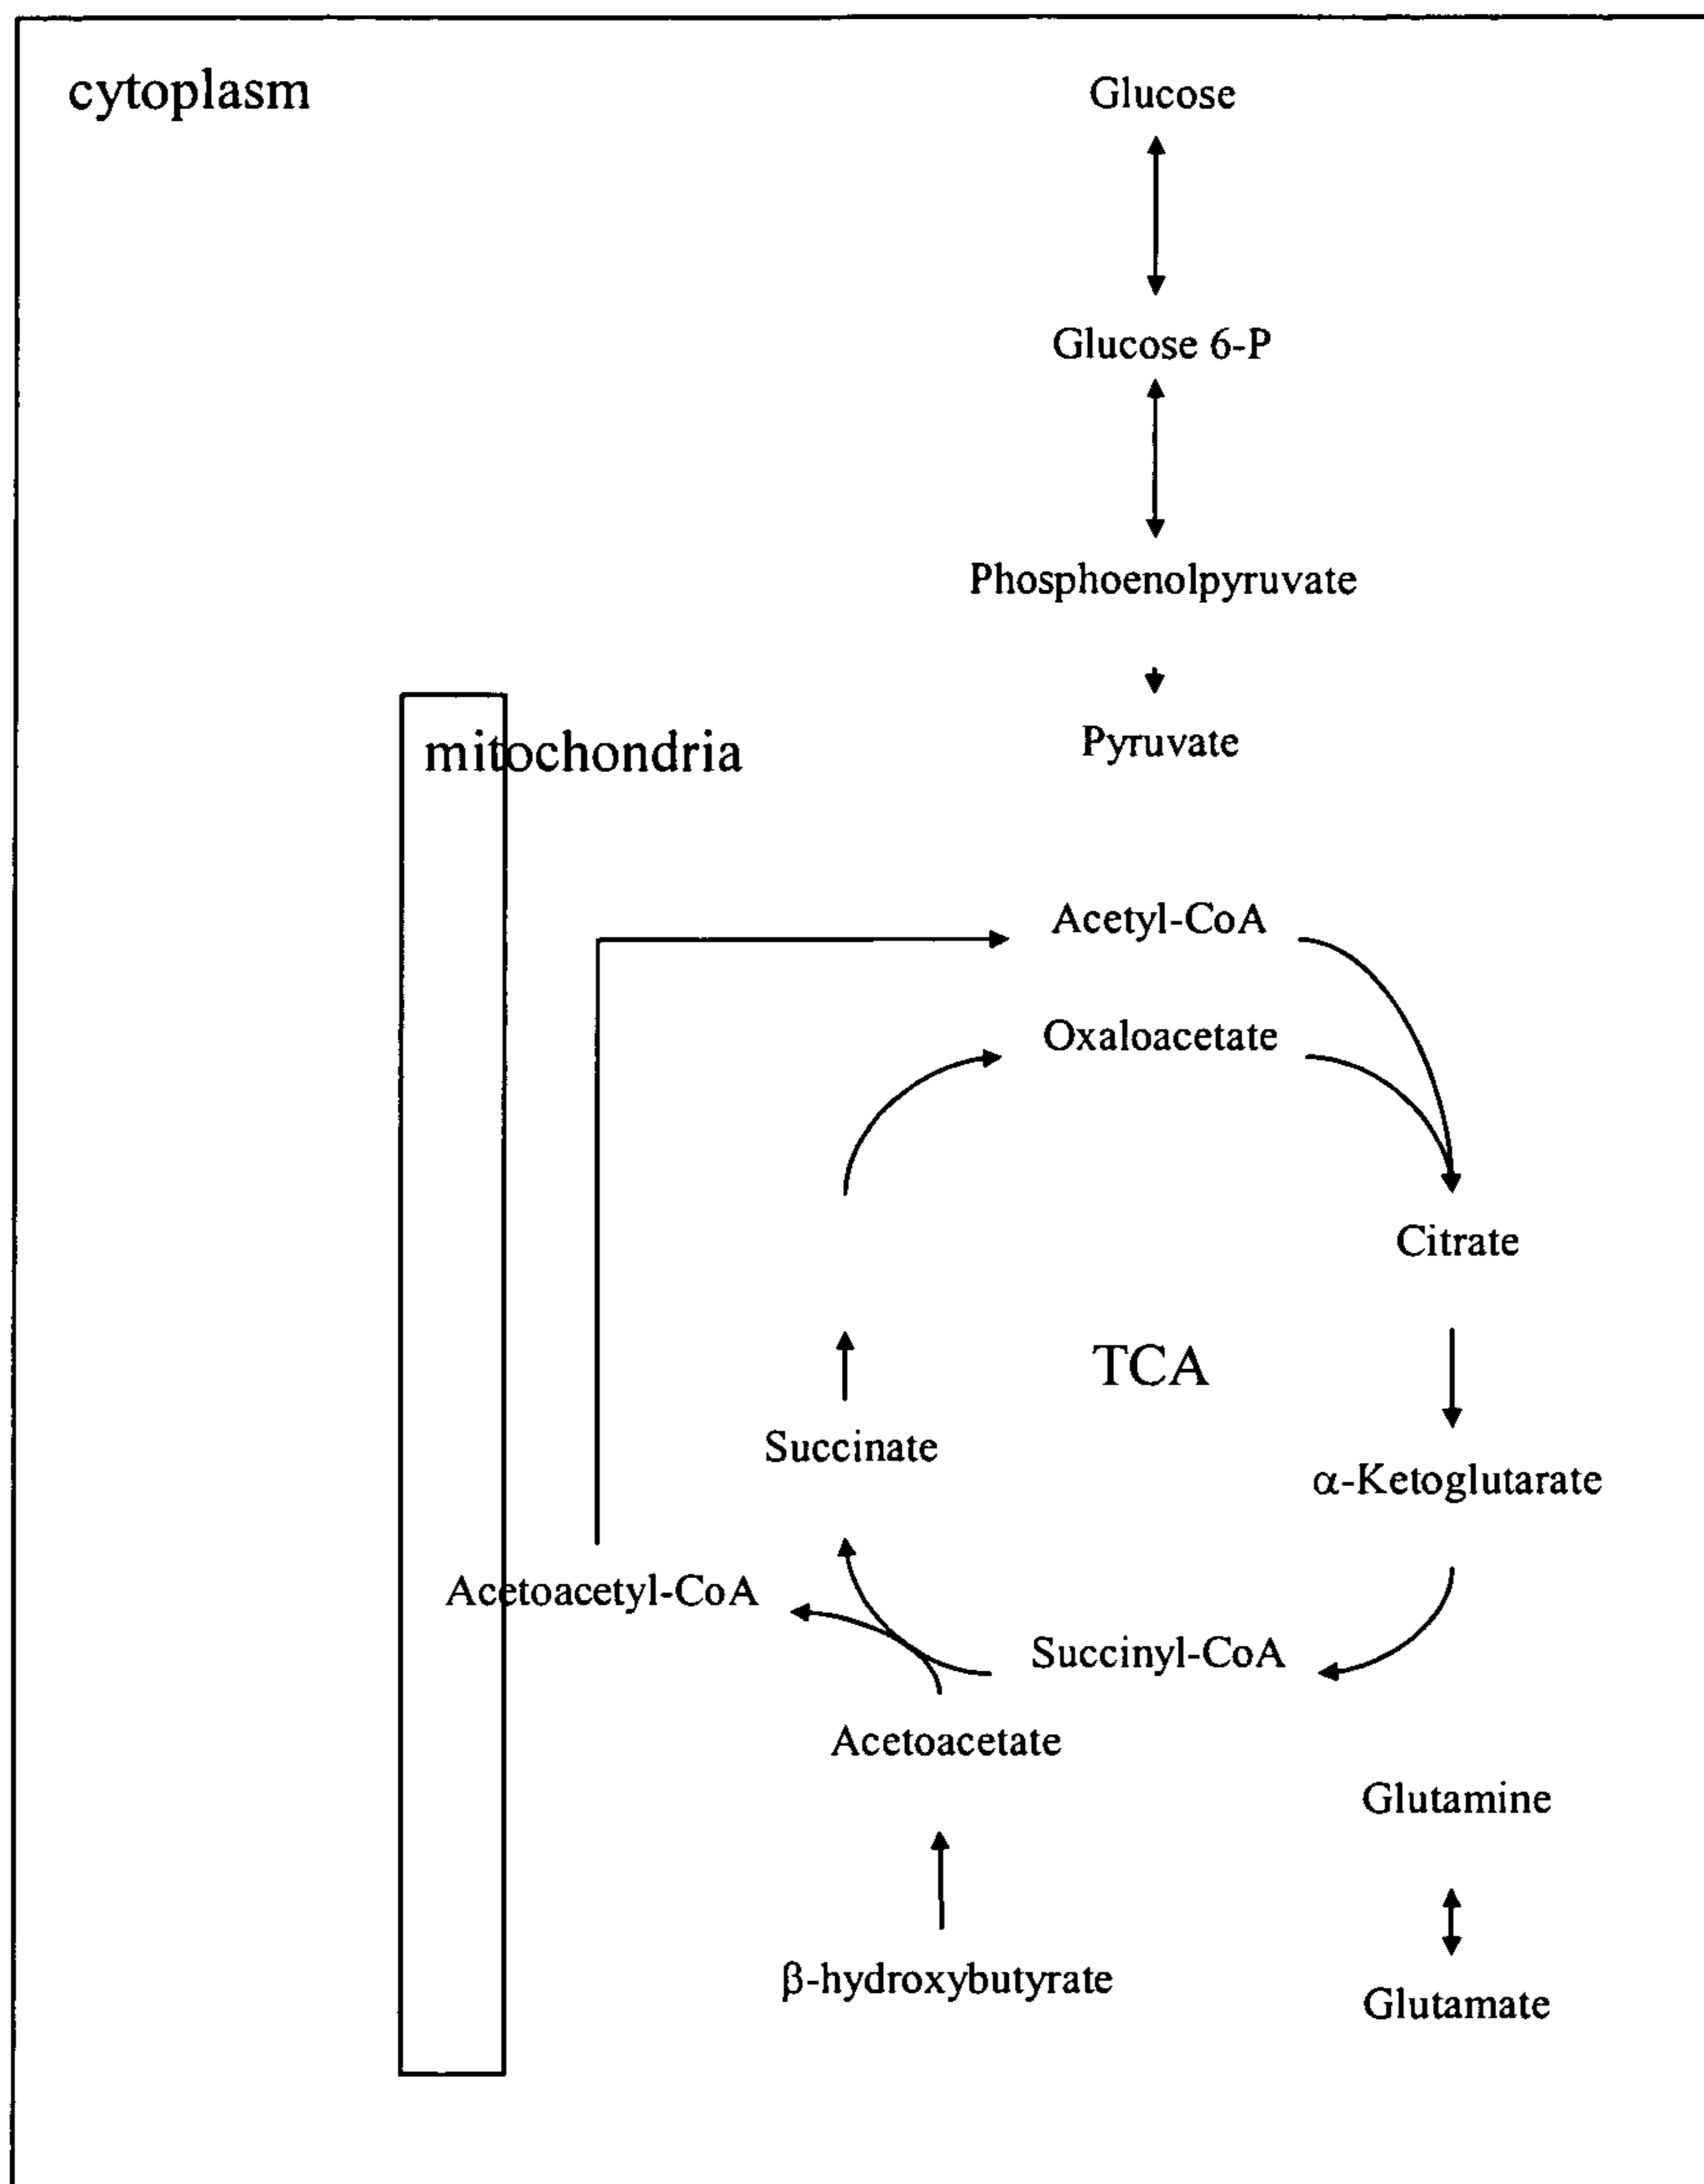 cytoplasm
Glucose
Glucose 6-P
Phosphoenolpyruvate
Pyruvate
mitochondria
Acetyl-CoA
Oxaloacetate
Citrate
TCA
Succinate
α-Ketoglutarate
Acetoacetyl-CoA
Succinyl-CoA
Acetoacetate
Glutamine
β-hydroxybutyrate
Glutamate